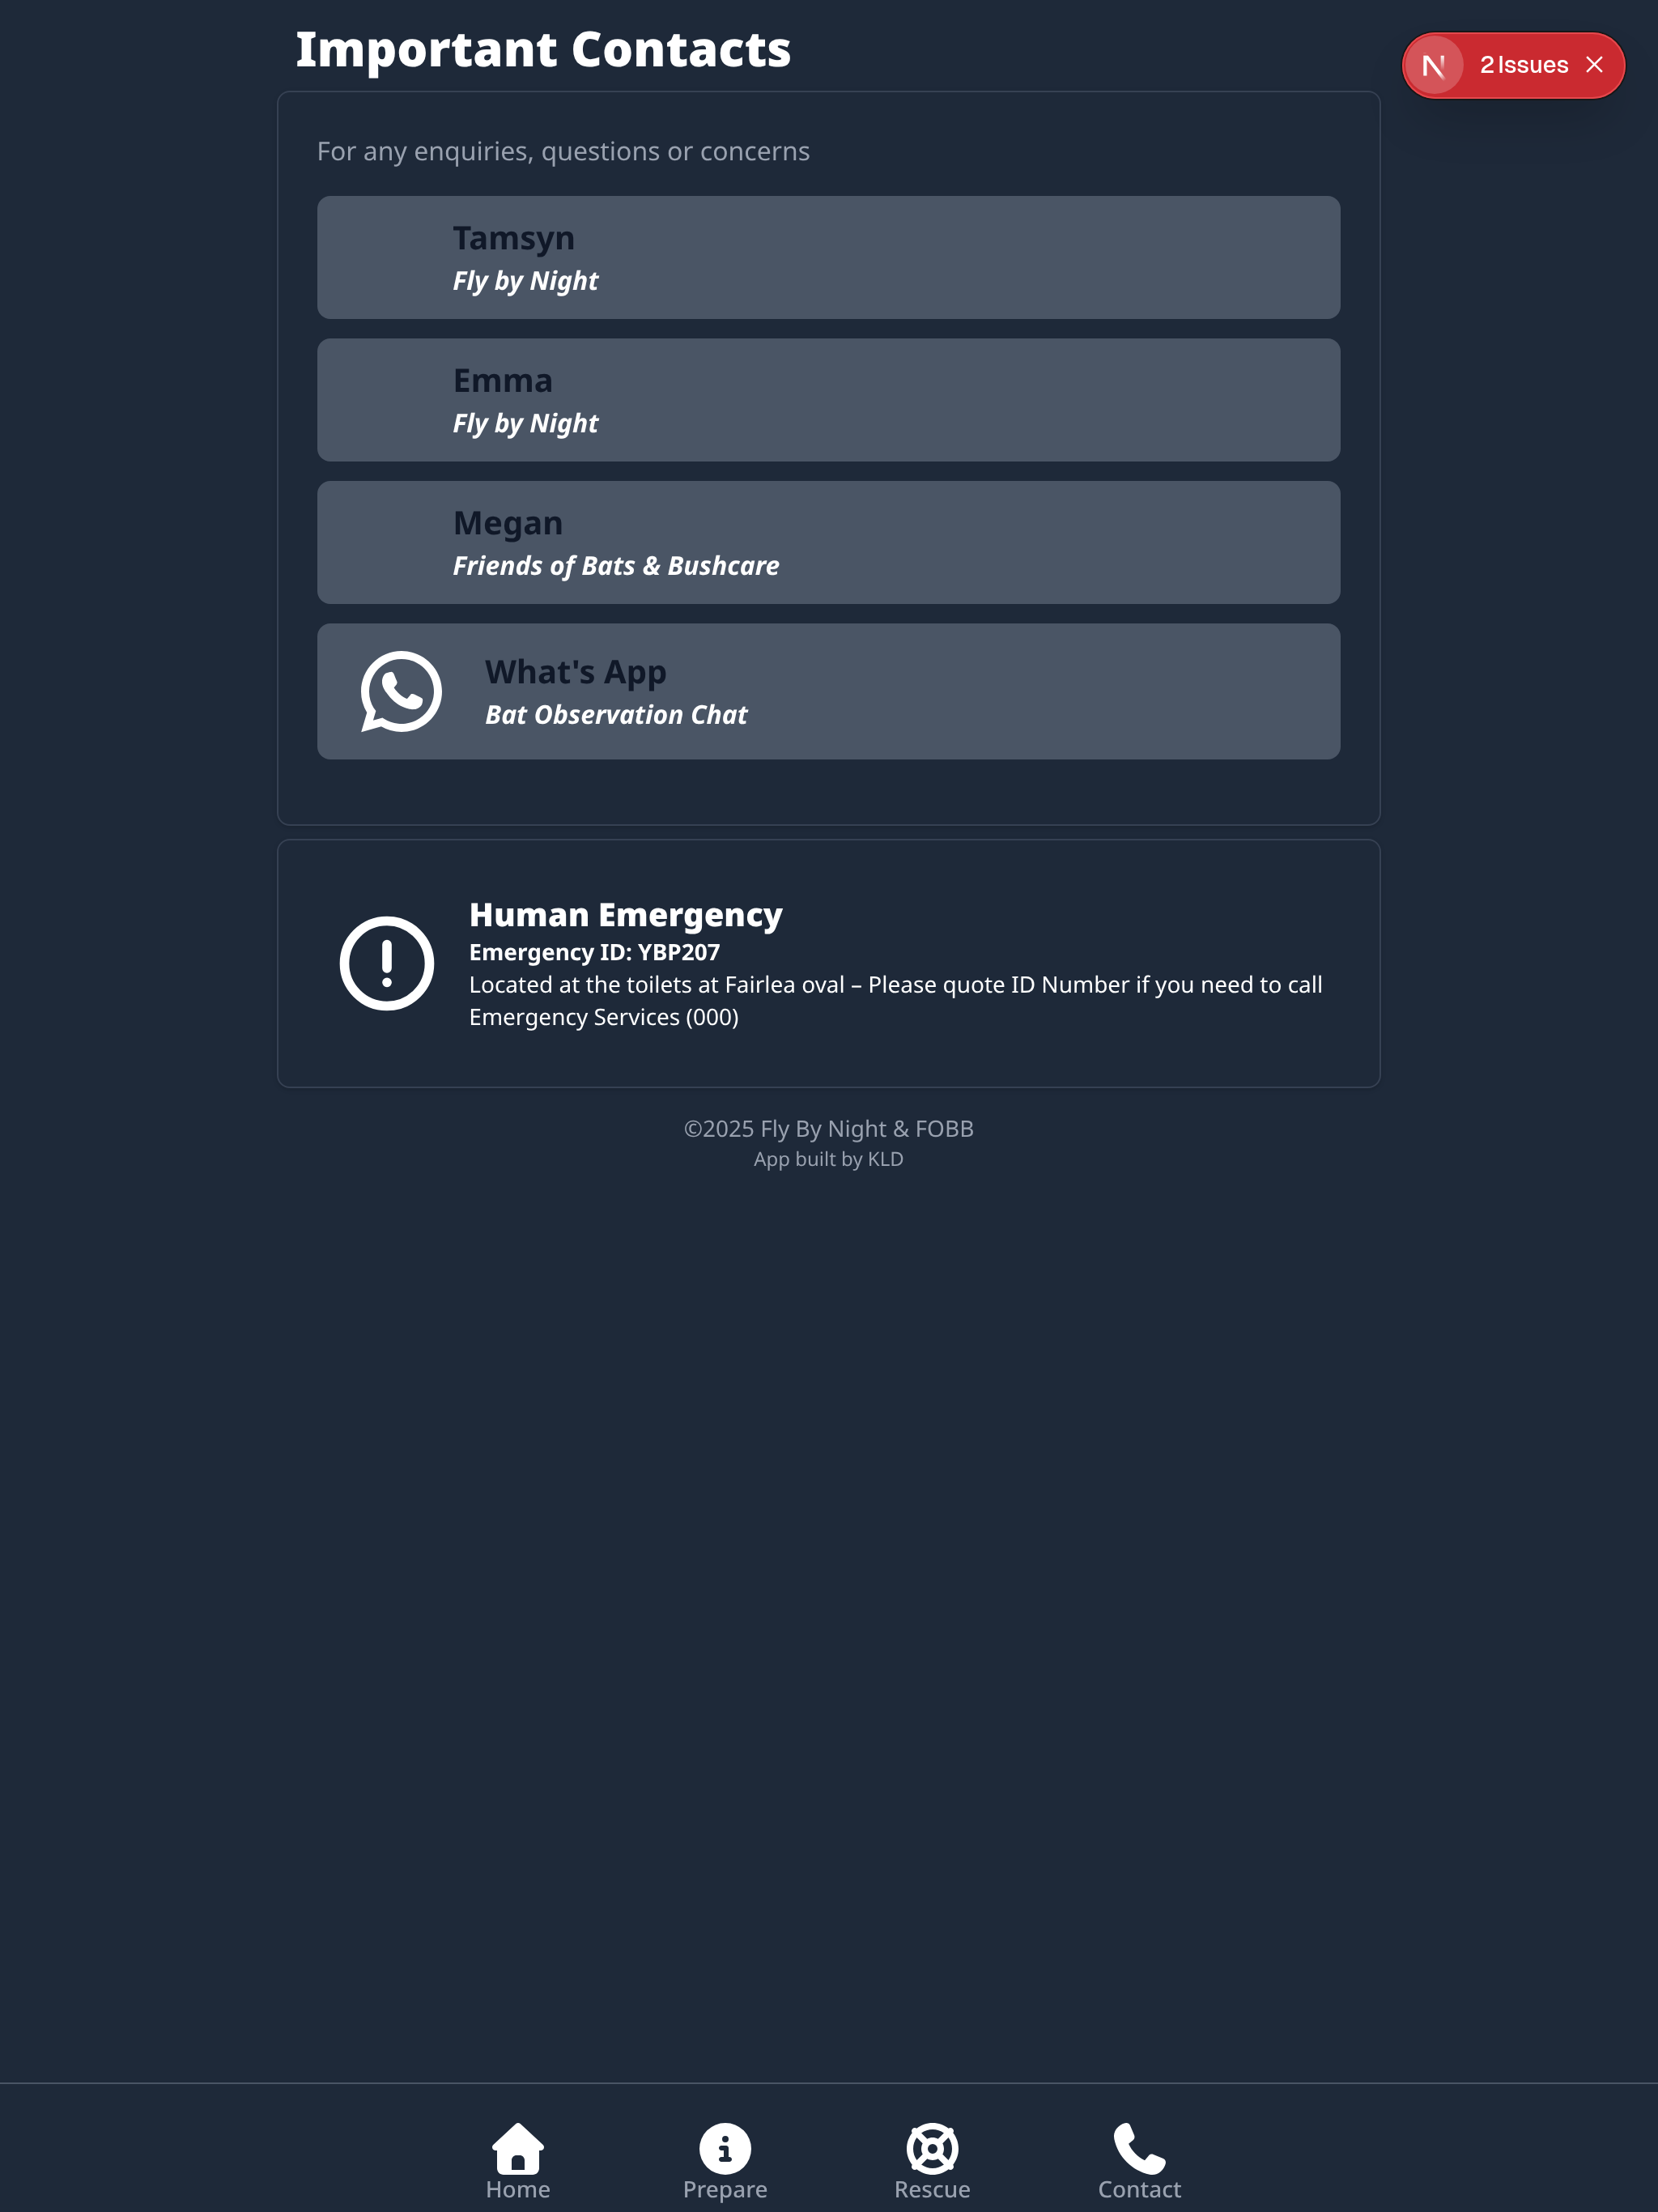 Important Contacts
2 Issues
For any enquiries, questions or concerns
Tamsyn
Fly by Night
Emma
Fly by Night
Megan
Friends of Bats & Bushcare
What's App
Bat Observation Chat
Human Emergency
Emergency ID: YBP207
Located at the toilets at Fairlea oval – Please quote ID Number if you need to call
Emergency Services (000)
©2025 Fly By Night & FOBB
App built by KLD
Home
Prepare
Rescue
Contact